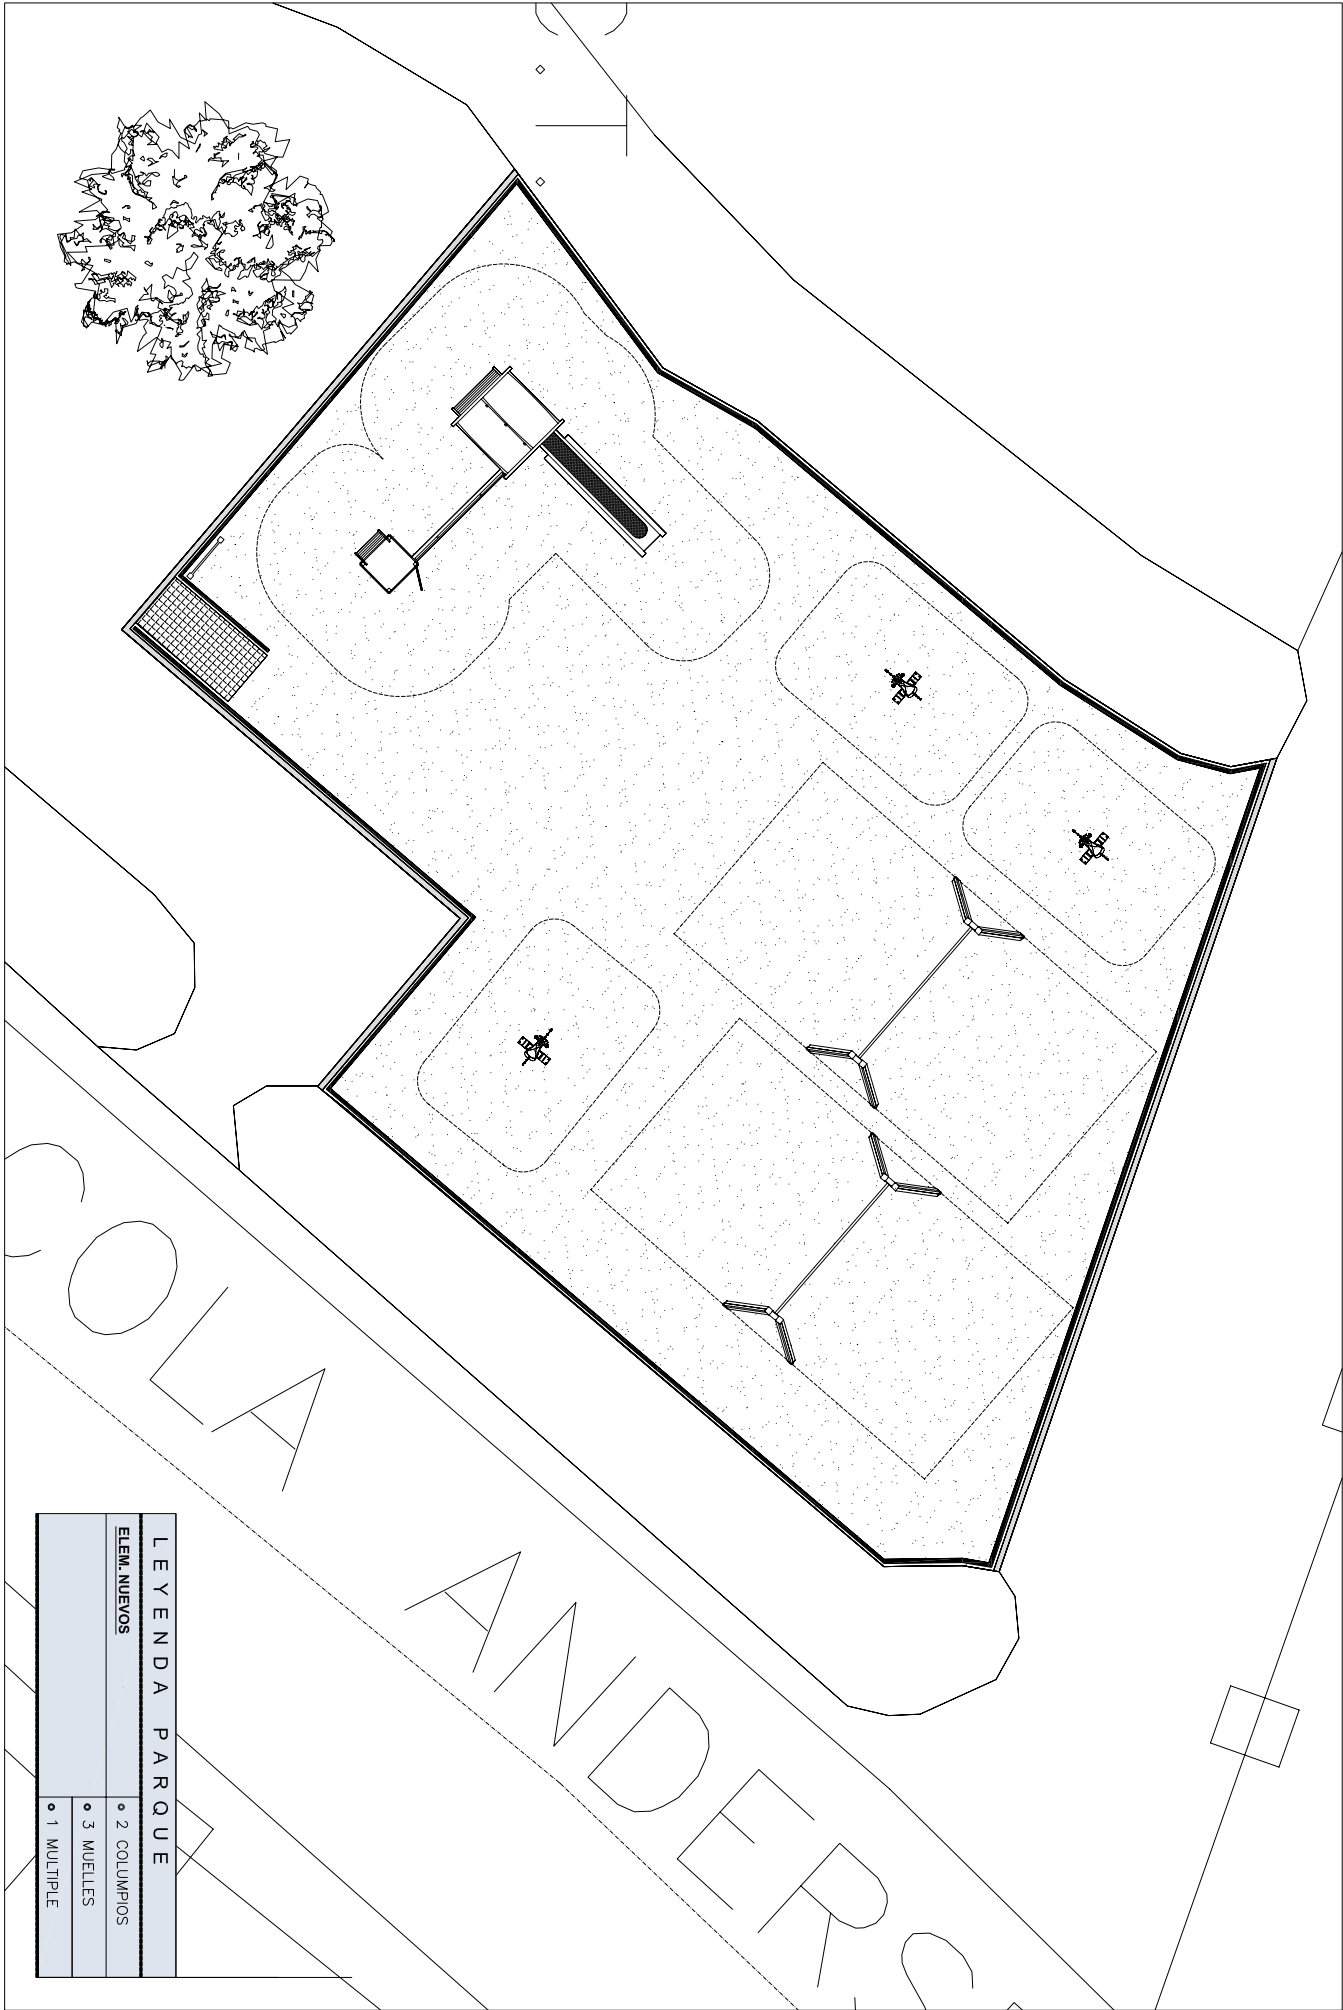 COLA ANDERS
LEYENDA PARQUE
ELEM. NUEVOS
2 COLUMPIOS
3 MUELLES
1 MULTIPLE